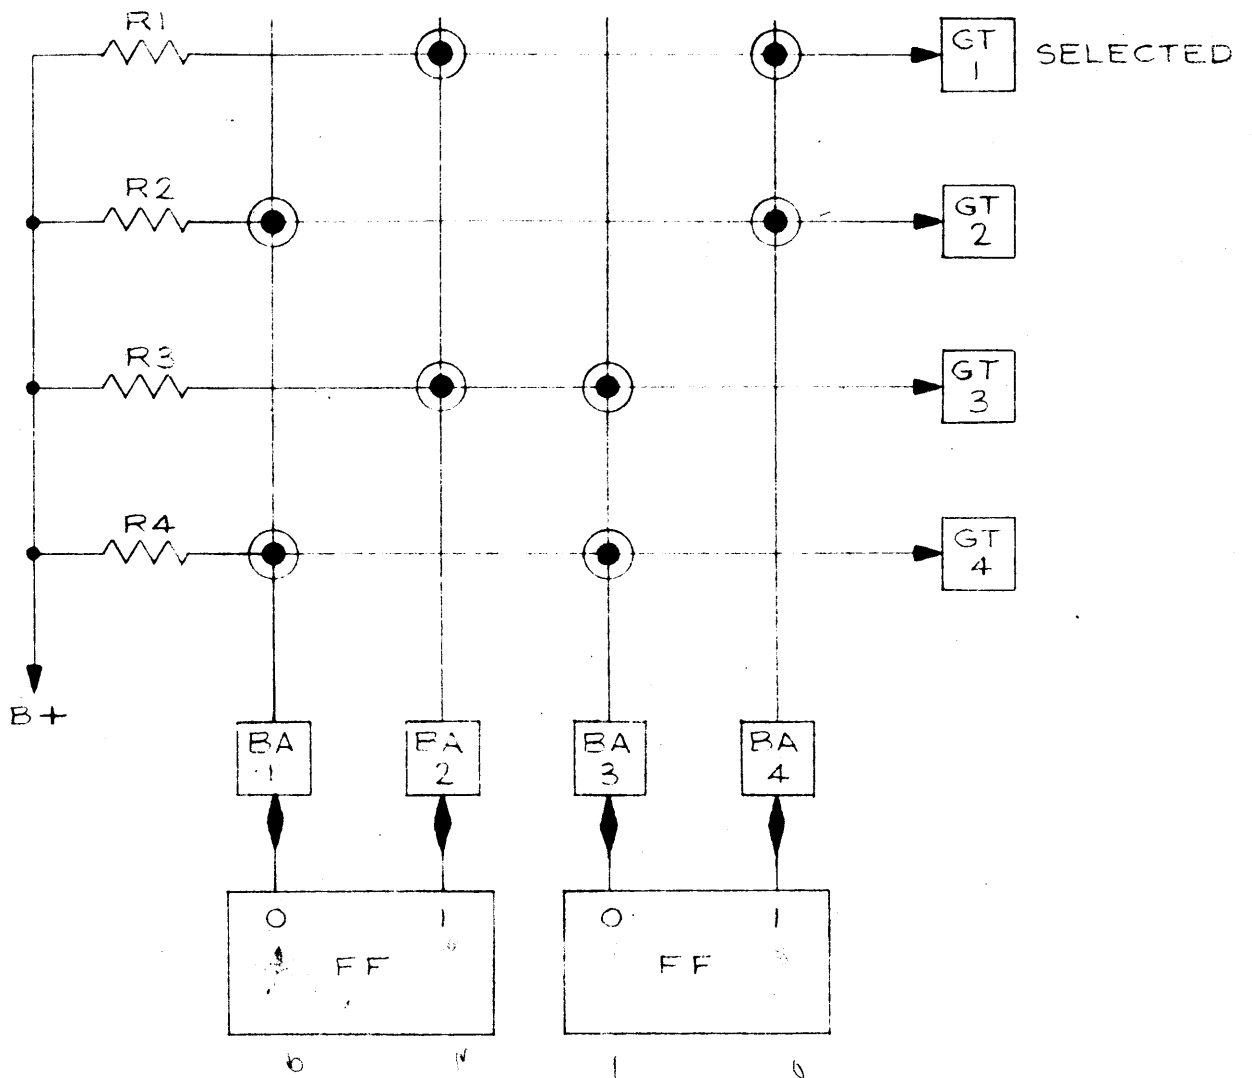 R1
GT 1 SELECTED
R2
GT 2
R3
GT 3
R4
GT 4
B+
BA 1 BA 2 BA 3 BA 4
0 1 0 1
FF FF